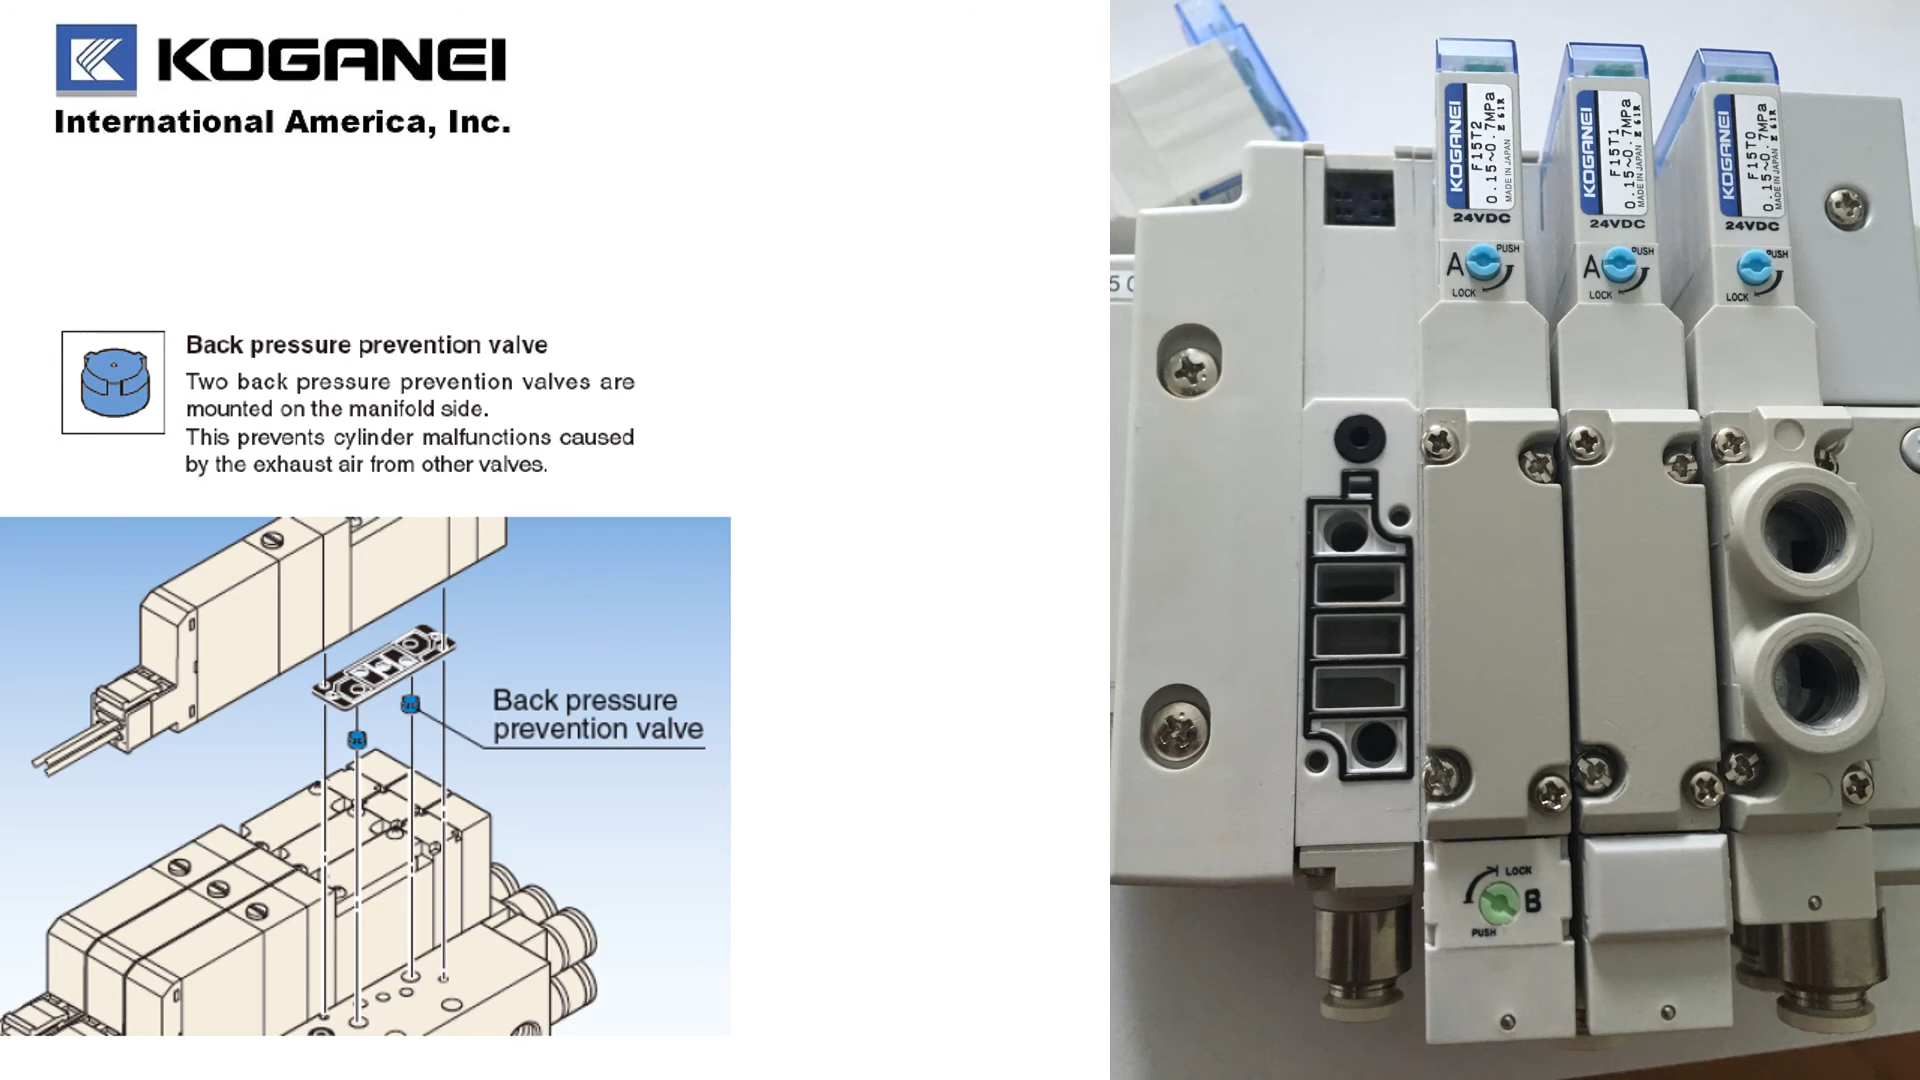 KOGANEI
International America, Inc.
Back pressure prevention valve
Two back pressure prevention valves are
mounted on the manifold side.
This prevents cylinder malfunctions caused
by the exhaust air from other valves.
Back pressure
prevention valve
KOGANEI
F15T2
0.15~0.7MPa
MADE IN JAPAN E 61R
24VDC
PUSH
A
LOCK
KOGANEI
F15T1
0.15~0.7MPa
MADE IN JAPAN E 61R
24VDC
PUSH
A
LOCK
KOGANEI
F15T0
0.15~0.7MPa
MADE IN JAPAN E 61R
24VDC
PUSH
LOCK
LOCK
B
PUSH